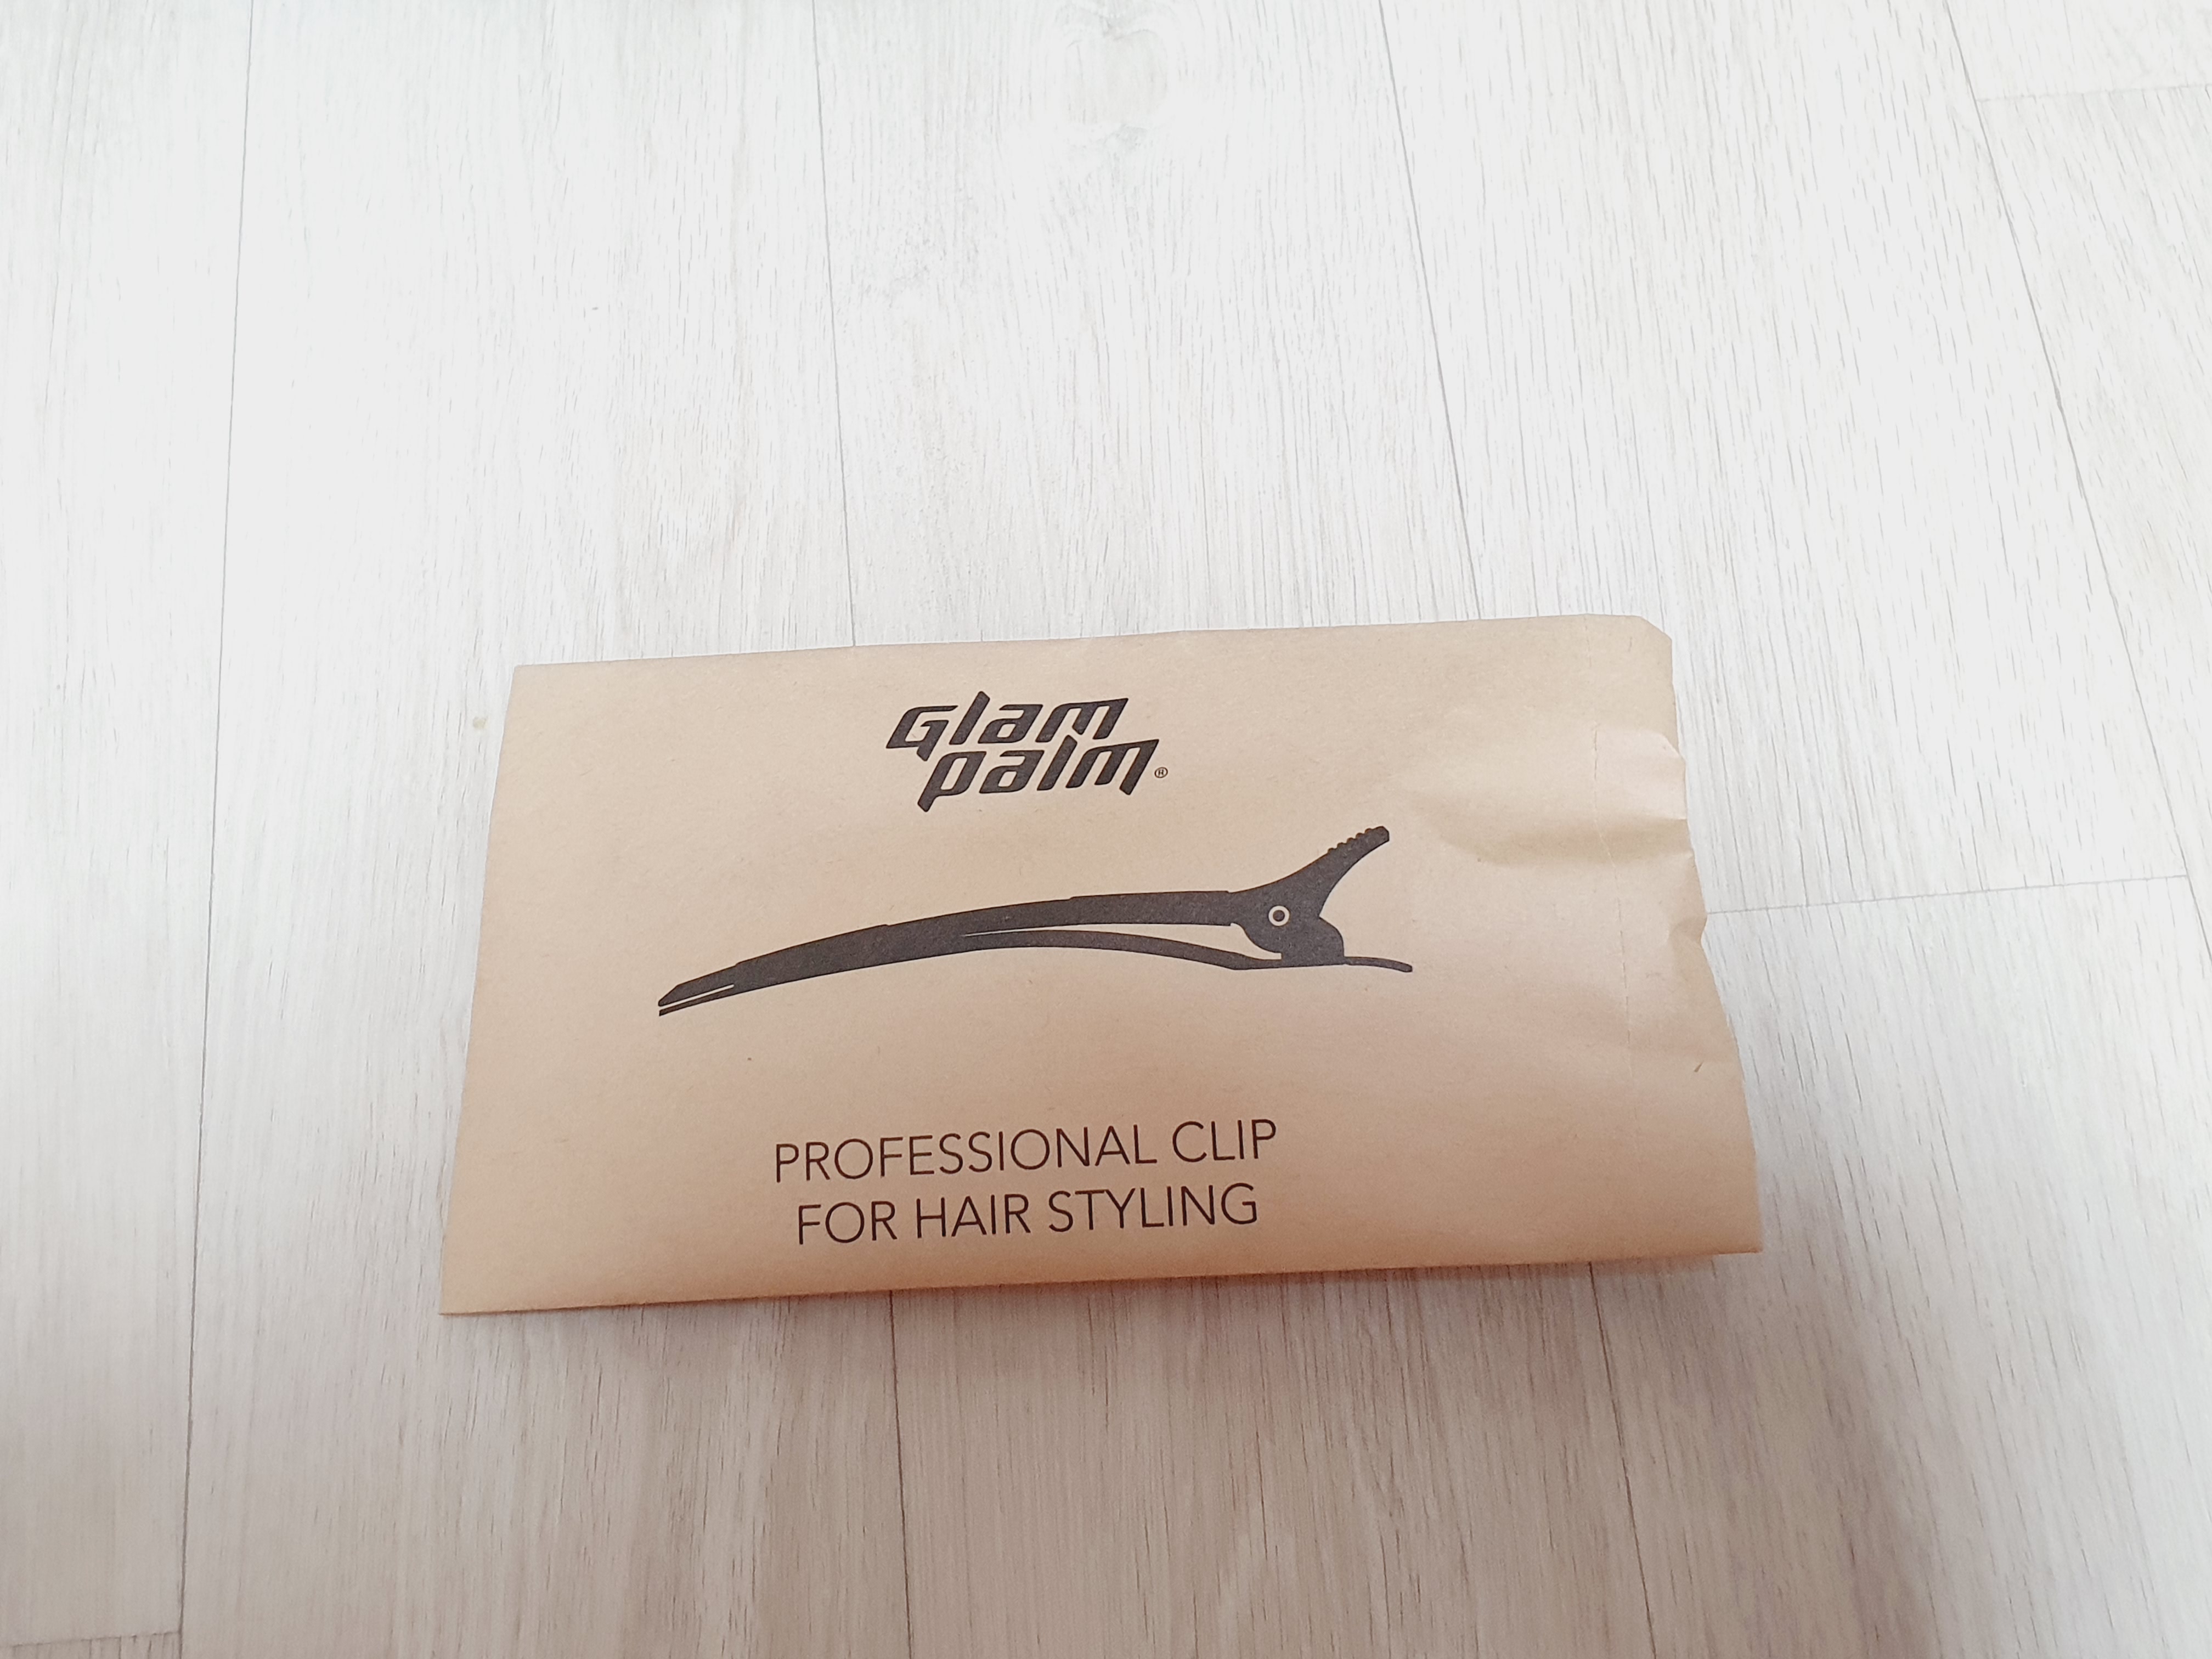 Glam
palm®
PROFESSIONAL CLIP
FOR HAIR STYLING